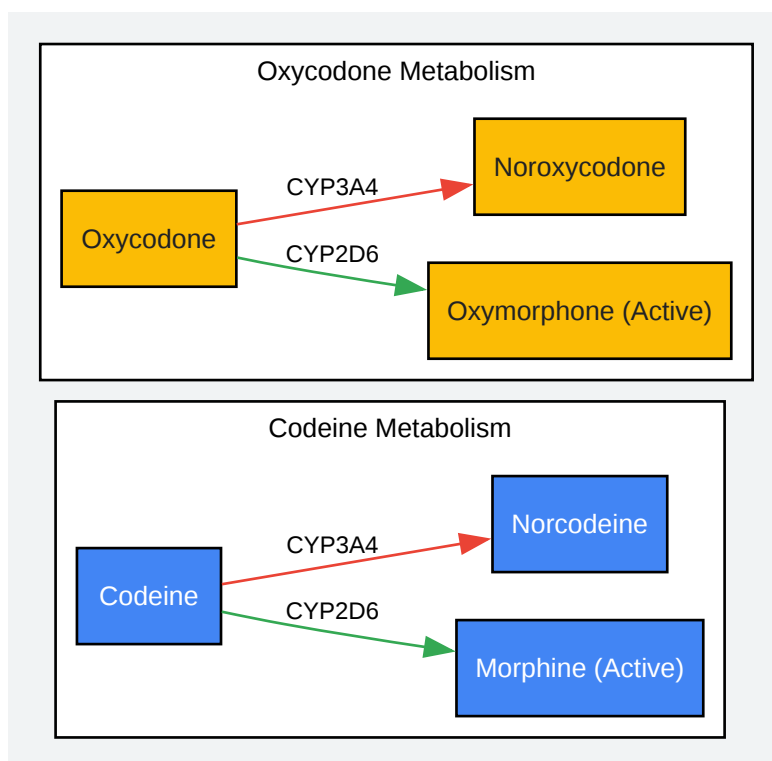 Oxycodone Metabolism
Noroxycodone
CYP3A4
Oxycodone
CYP2D6
Oxymorphone (Active)
Codeine Metabolism
Norcodeine
CYP3A4
Codeine
CYP2D6
Morphine (Active)